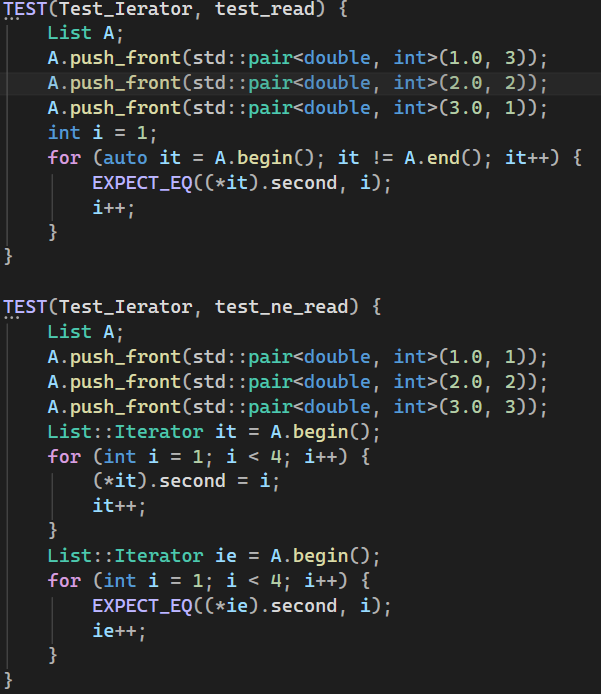 TEST(Test_Ierator, test_read) {
    List A;
    A.push_front(std::pair<double, int>(1.0, 3));
    A.push_front(std::pair<double, int>(2.0, 2));
    A.push_front(std::pair<double, int>(3.0, 1));
    int i = 1;
    for (auto it = A.begin(); it != A.end(); it++) {
        EXPECT_EQ((*it).second, i);
        i++;
    }
}

TEST(Test_Ierator, test_ne_read) {
    List A;
    A.push_front(std::pair<double, int>(1.0, 1));
    A.push_front(std::pair<double, int>(2.0, 2));
    A.push_front(std::pair<double, int>(3.0, 3));
    List::Iterator it = A.begin();
    for (int i = 1; i < 4; i++) {
        (*it).second = i;
        it++;
    }
    List::Iterator ie = A.begin();
    for (int i = 1; i < 4; i++) {
        EXPECT_EQ((*ie).second, i);
        ie++;
    }
}